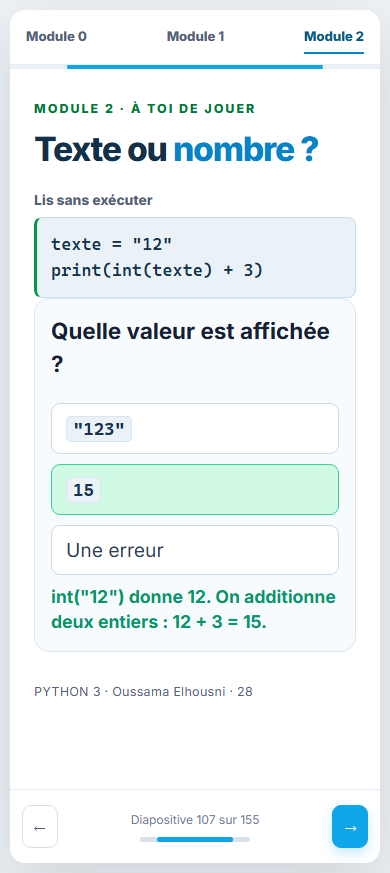 Module 0 Module 1 Module 2
MODULE 2 · À TOI DE JOUER
Texte ou nombre ?
Lis sans exécuter
texte = "12"
print(int(texte) + 3)
Quelle valeur est affichée
?
"123"
15
Une erreur
int("12") donne 12. On additionne
deux entiers : 12 + 3 = 15.
PYTHON 3 · Oussama Elhousni · 28
← Diapositive 107 sur 155 →